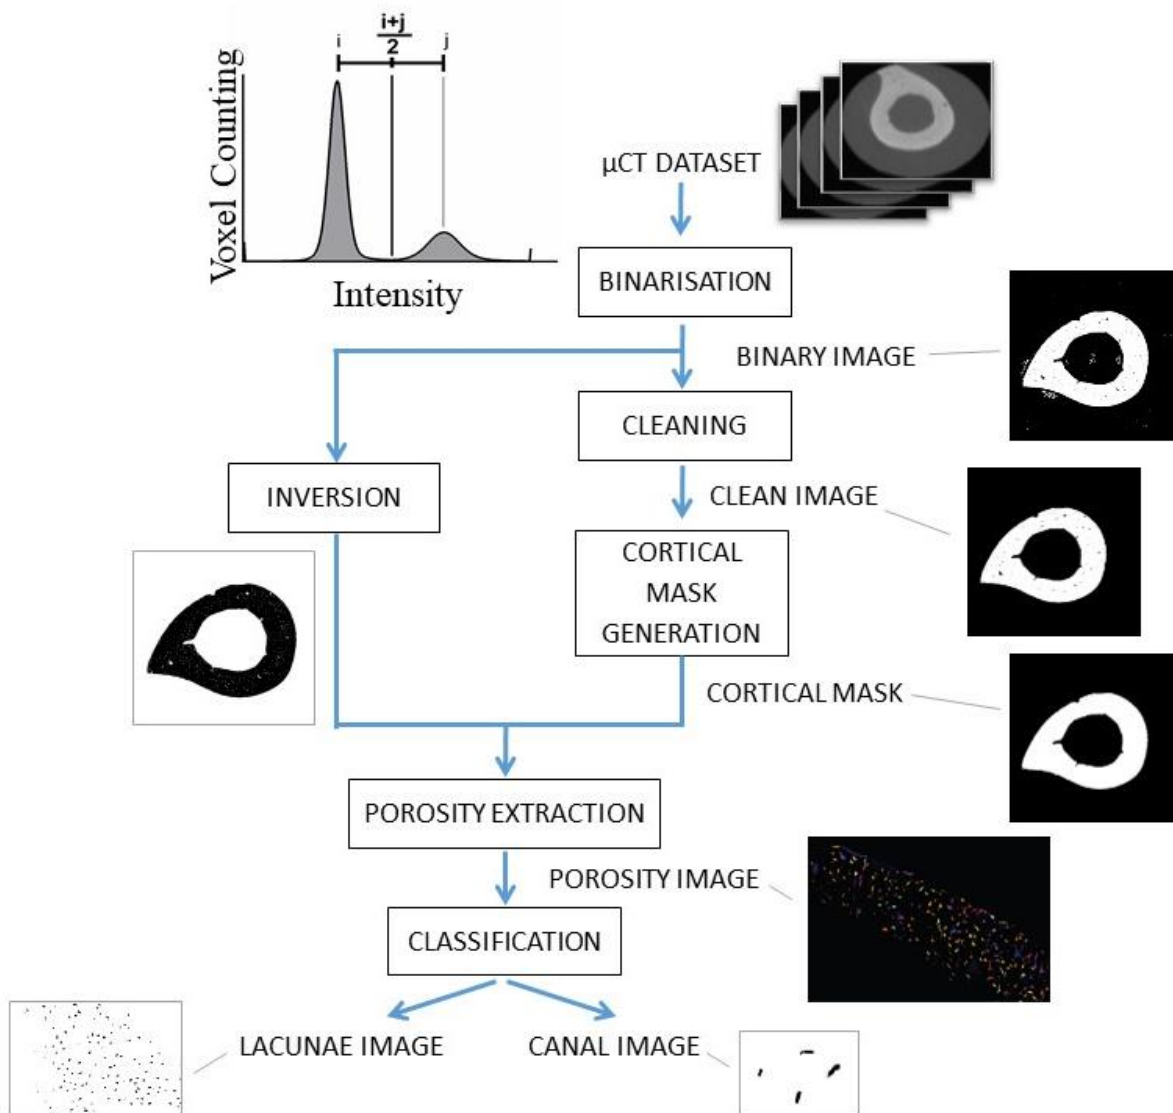 i
i+j
2
j
Voxel Counting
Intensity
µCT DATASET
BINARISATION
BINARY IMAGE
CLEANING
INVERSION
CLEAN IMAGE
CORTICAL
MASK
GENERATION
CORTICAL MASK
POROSITY EXTRACTION
POROSITY IMAGE
CLASSIFICATION
LACUNAE IMAGE
CANAL IMAGE